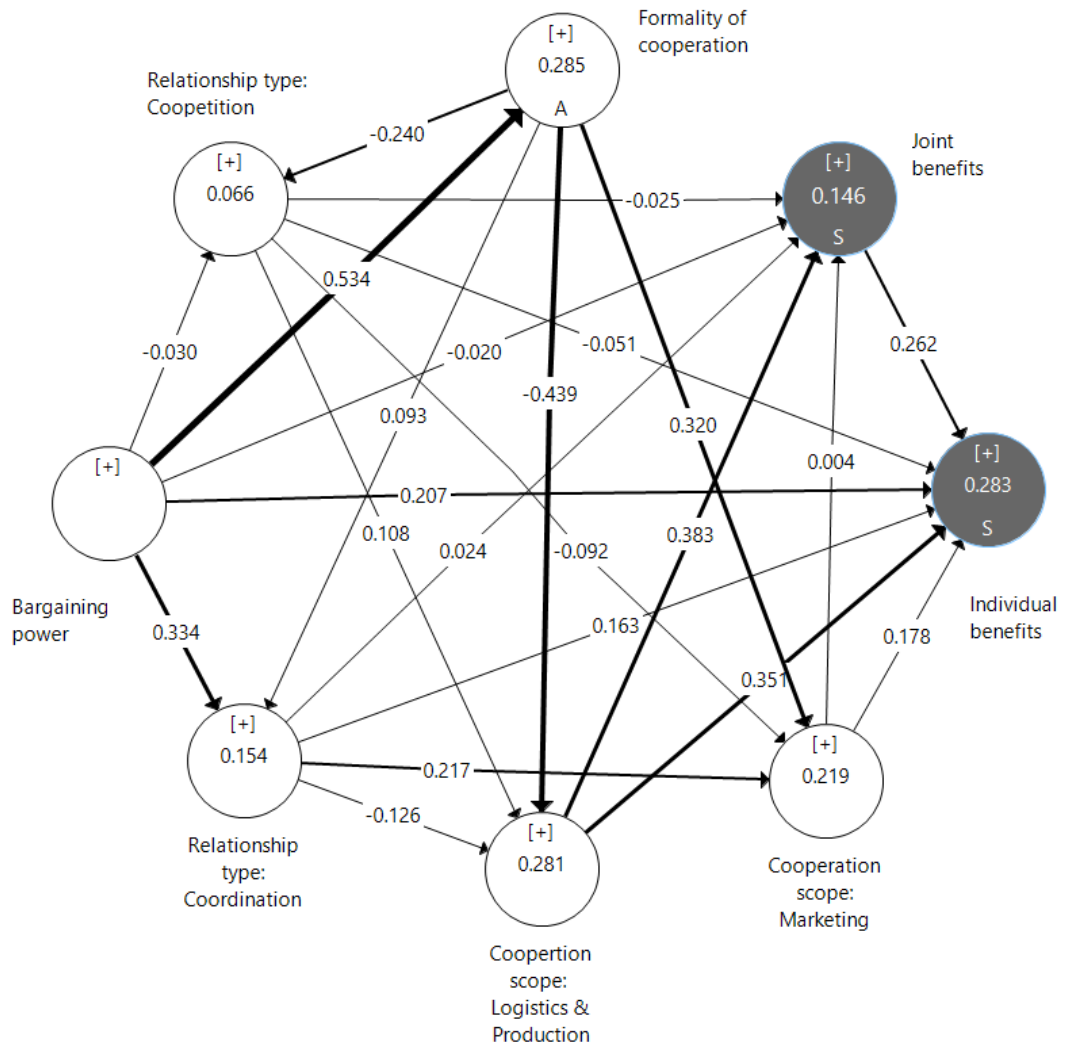 Formality of
cooperation
[+]
0.285
A
Relationship type:
Coopetition
[+]
0.066
-0.240
Joint
benefits
[+]
0.146
S
-0.025
0.534
-0.030
-0.020
-0.051
0.262
-0.439
0.093
0.320
0.004
[+]
Bargaining
power
0.207
[+]
0.283
S
Individual
benefits
0.108
0.024
-0.092
0.383
0.334
0.163
0.178
0.351
[+]
0.154
Relationship
type:
Coordination
0.217
-0.126
[+]
0.219
Cooperation
scope:
Marketing
[+]
0.281
Coopertion
scope:
Logistics &
Production